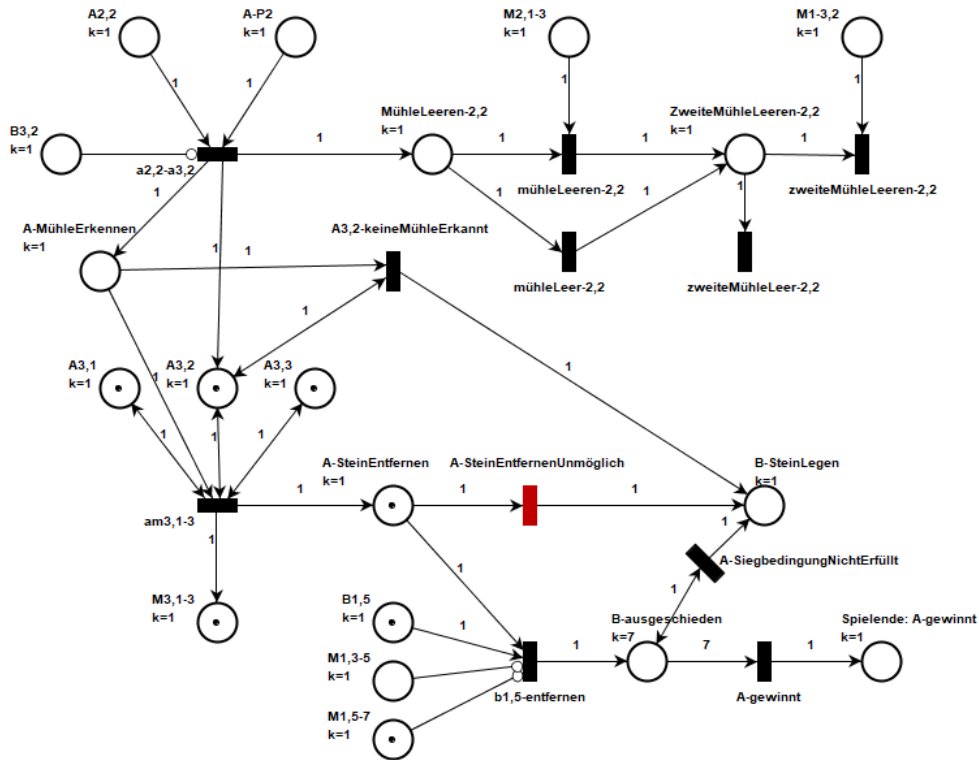 A2,2
k=1
A-P2
k=1
M2,1-3
k=1
M1-3,2
k=1
1
1
1
1
B3,2
k=1
a2,2-a3,2
1
MühleLeeren-2,2
k=1
1
mühleLeeren-2,2
1
ZweiteMühleLeeren-2,2
k=1
1
zweiteMühleLeeren-2,2
1
1
1
1
A-MühleErkennen
k=1
1
1
A3,2-keineMühleErkannt
mühleLeer-2,2
zweiteMühleLeer-2,2
1
A3,1
k=1
A3,2
k=1
A3,3
k=1
1
1
1
1
1
am3,1-3
1
A-SteinEntfernen
k=1
1
A-SteinEntfernenUnmöglich
1
B-SteinLegen
k=1
1
1
A-SiegbedingungNichtErfüllt
1
1
M3,1-3
k=1
B1,5
k=1
1
M1,3-5
k=1
M1,5-7
k=1
b1,5-entfernen
1
B-ausgeschieden
k=7
7
A-gewinnt
1
Spielende: A-gewinnt
k=1